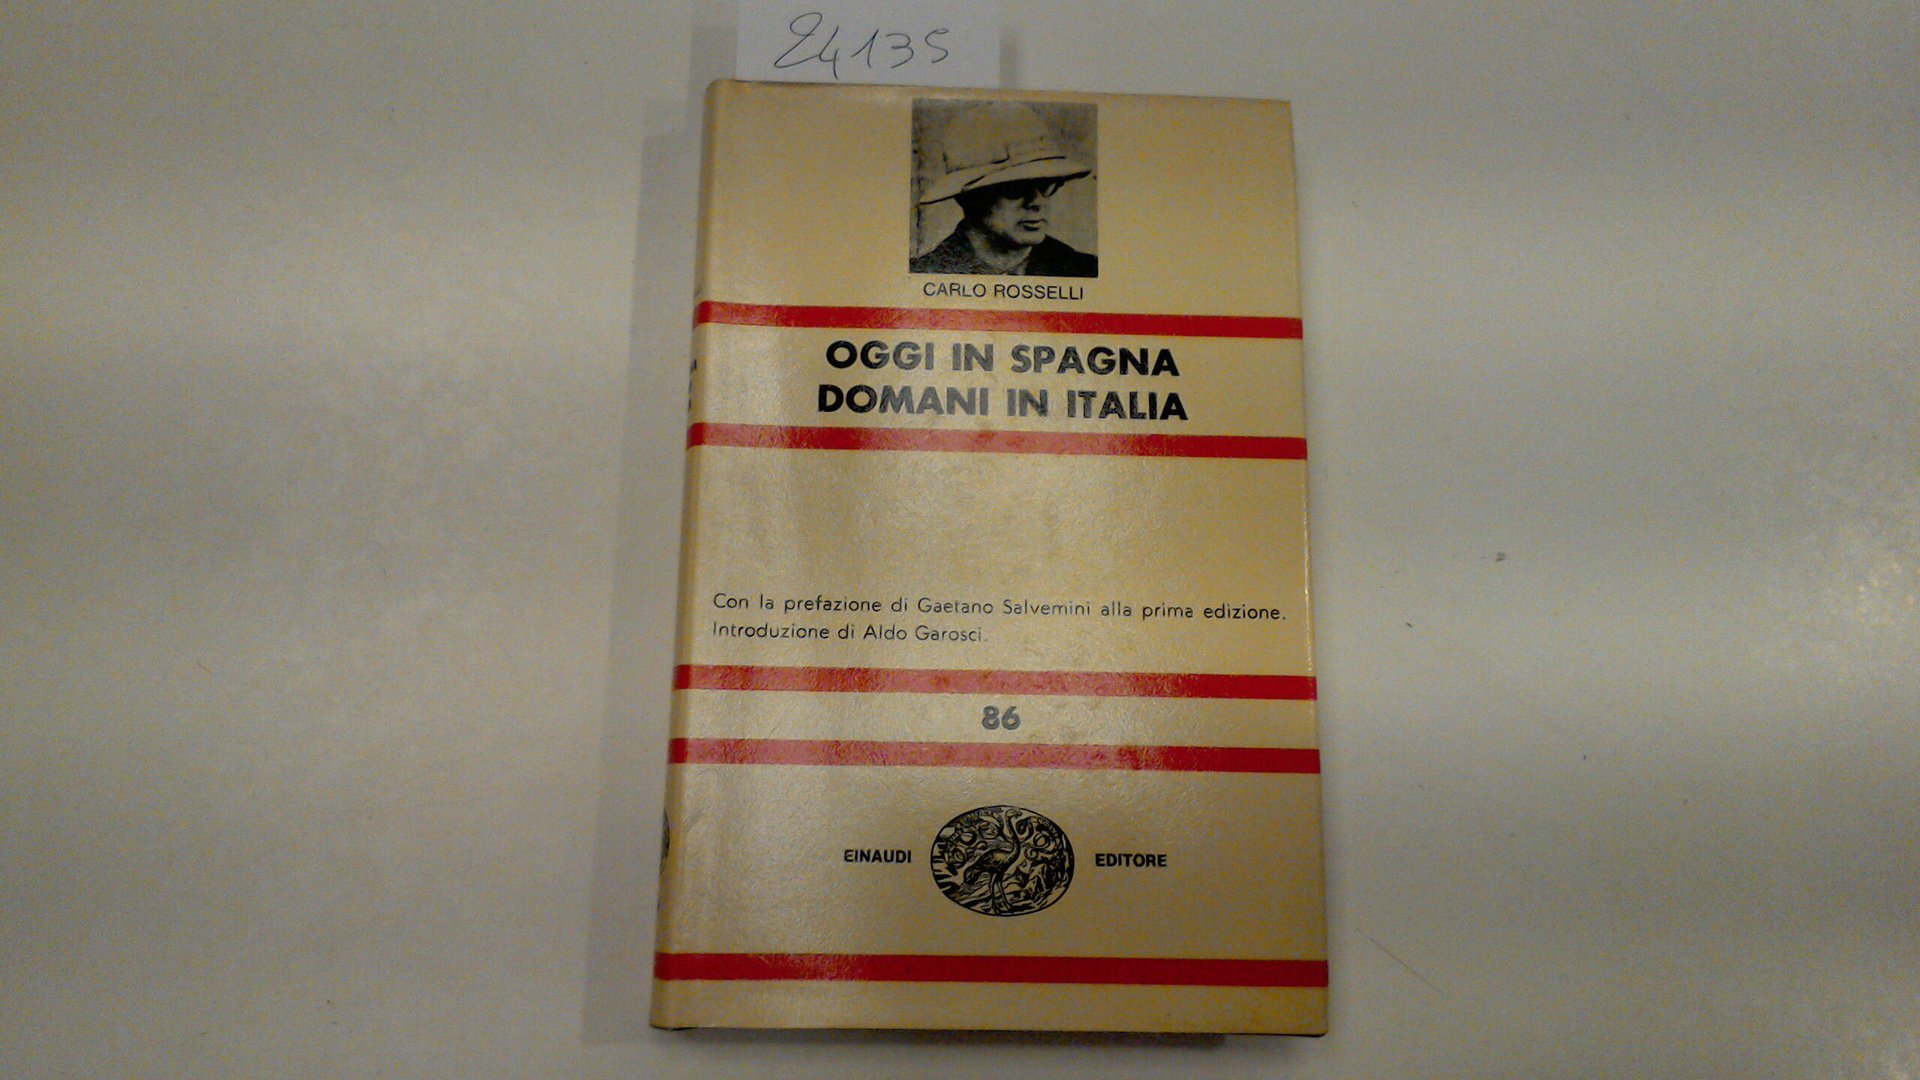 24135
CARLO ROSSELLI
OGGI IN SPAGNA
DOMANI IN ITALIA
Con la prefazione di Gaetano Salvemini alla prima edizione.
Introduzione di Aldo Garosci.
86
EINAUDI EDITORE